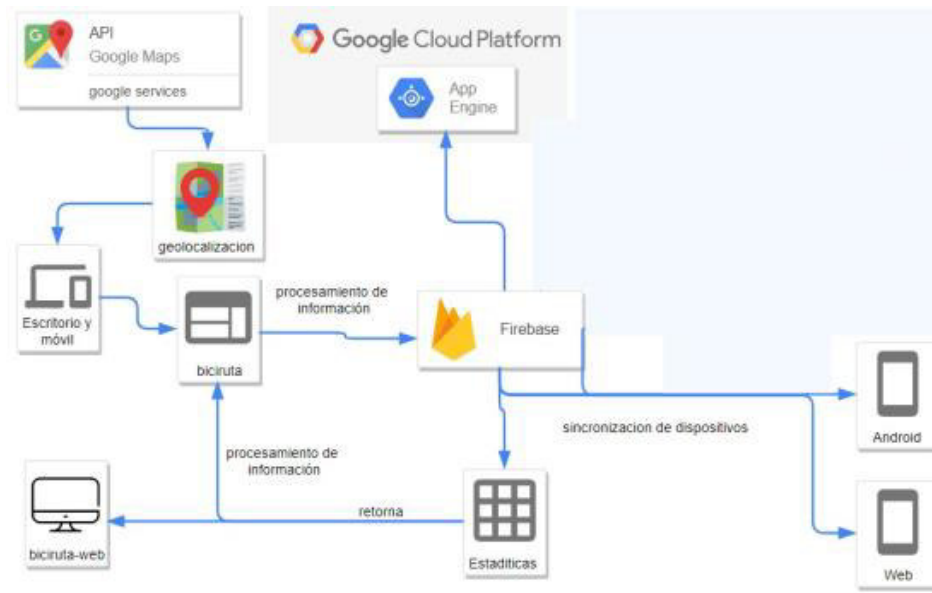 API
Google Maps
google services
Google Cloud Platform
App
Engine
geolocalizacion
Escritorio y
móvil
biciruta
procesamiento de
información
Firebase
sincronizacion de dispositivos
Android
Web
procesamiento de
información
retorna
biciruta-web
Estadíticas